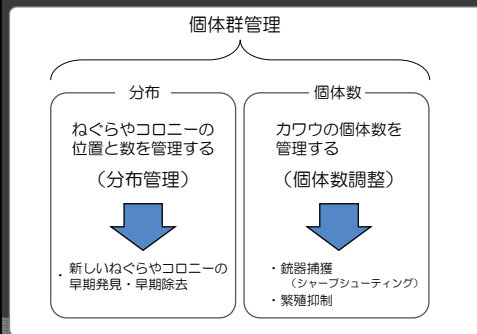 個体群管理
分布
ねぐらやコロニーの
位置と数を管理する
（分布管理）
・新しいねぐらやコロニーの
早期発見・早期除去
個体数
カワウの個体数を
管理する
（個体数調整）
・銃器捕獲
（シャープシューティング）
・繁殖抑制